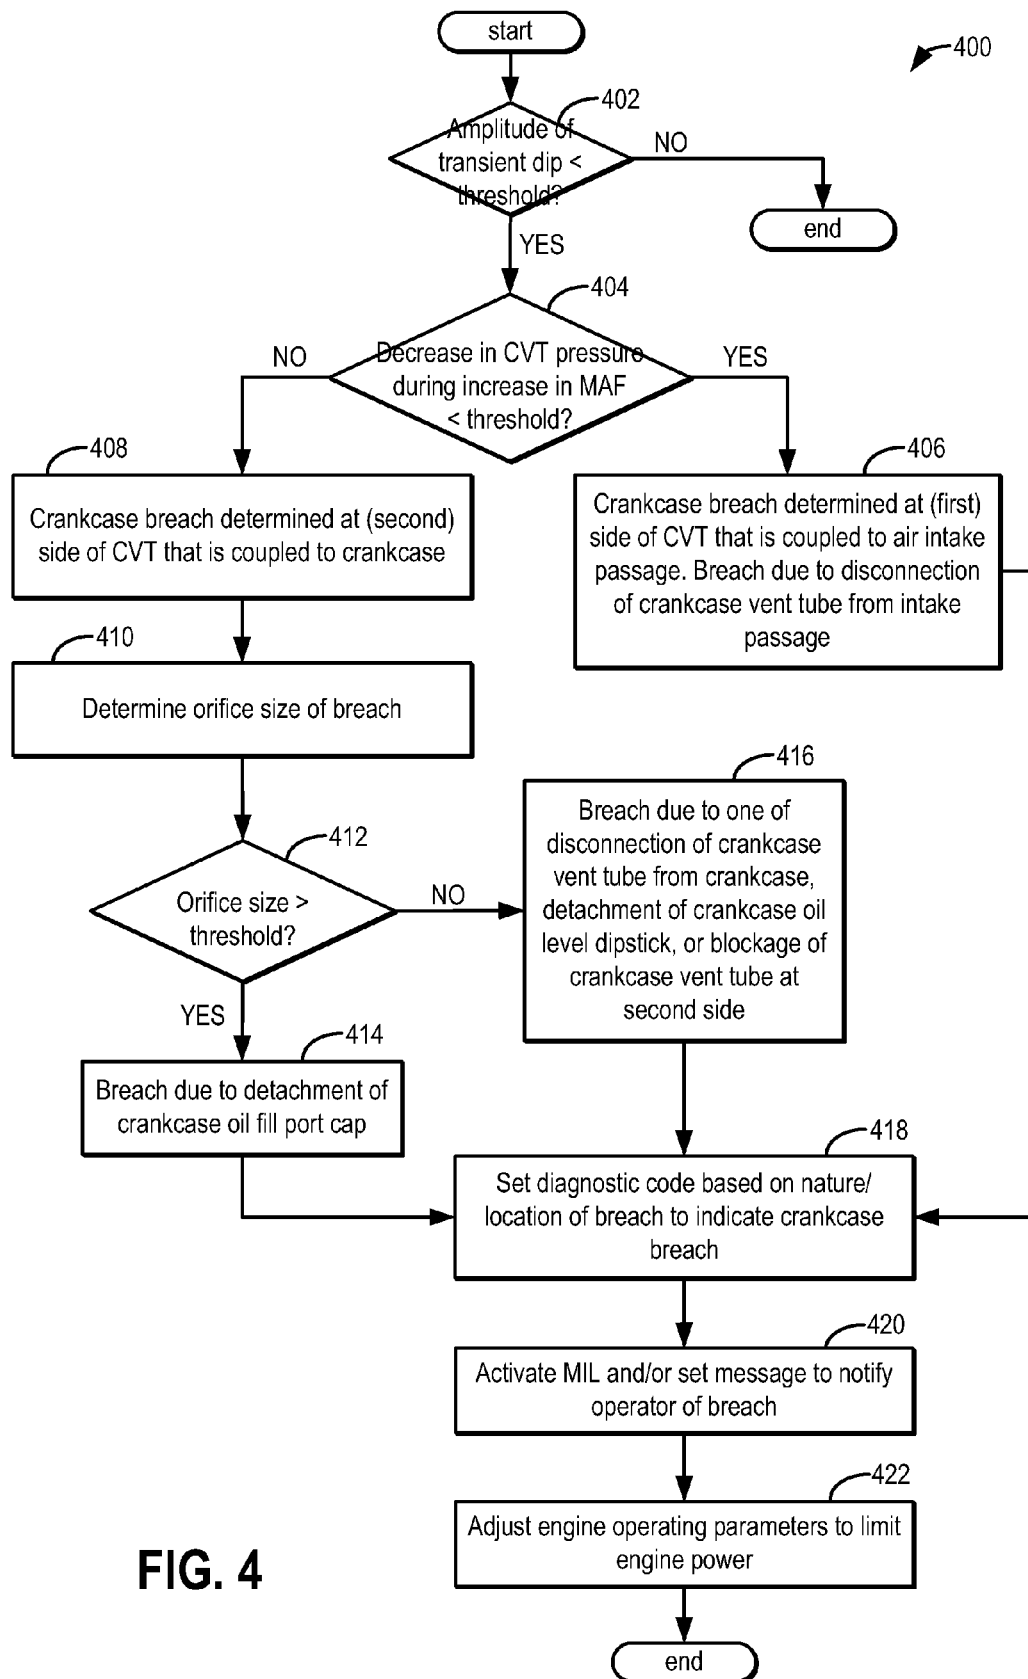 start
400
402
Amplitude of
transient dip <
threshold?
NO
end
YES
404
Decrease in CVT pressure
during increase in MAF
< threshold?
NO
YES
408
Crankcase breach determined at (second)
side of CVT that is coupled to crankcase
406
Crankcase breach determined at (first)
side of CVT that is coupled to air intake
passage. Breach due to disconnection
of crankcase vent tube from intake
passage
410
Determine orifice size of breach
412
Orifice size >
threshold?
NO
YES
416
Breach due to one of
disconnection of crankcase
vent tube from crankcase,
detachment of crankcase oil
level dipstick, or blockage of
crankcase vent tube at
second side
414
Breach due to detachment of
crankcase oil fill port cap
418
Set diagnostic code based on nature/
location of breach to indicate crankcase
breach
420
Activate MIL and/or set message to notify
operator of breach
422
Adjust engine operating parameters to limit
engine power
end
FIG. 4